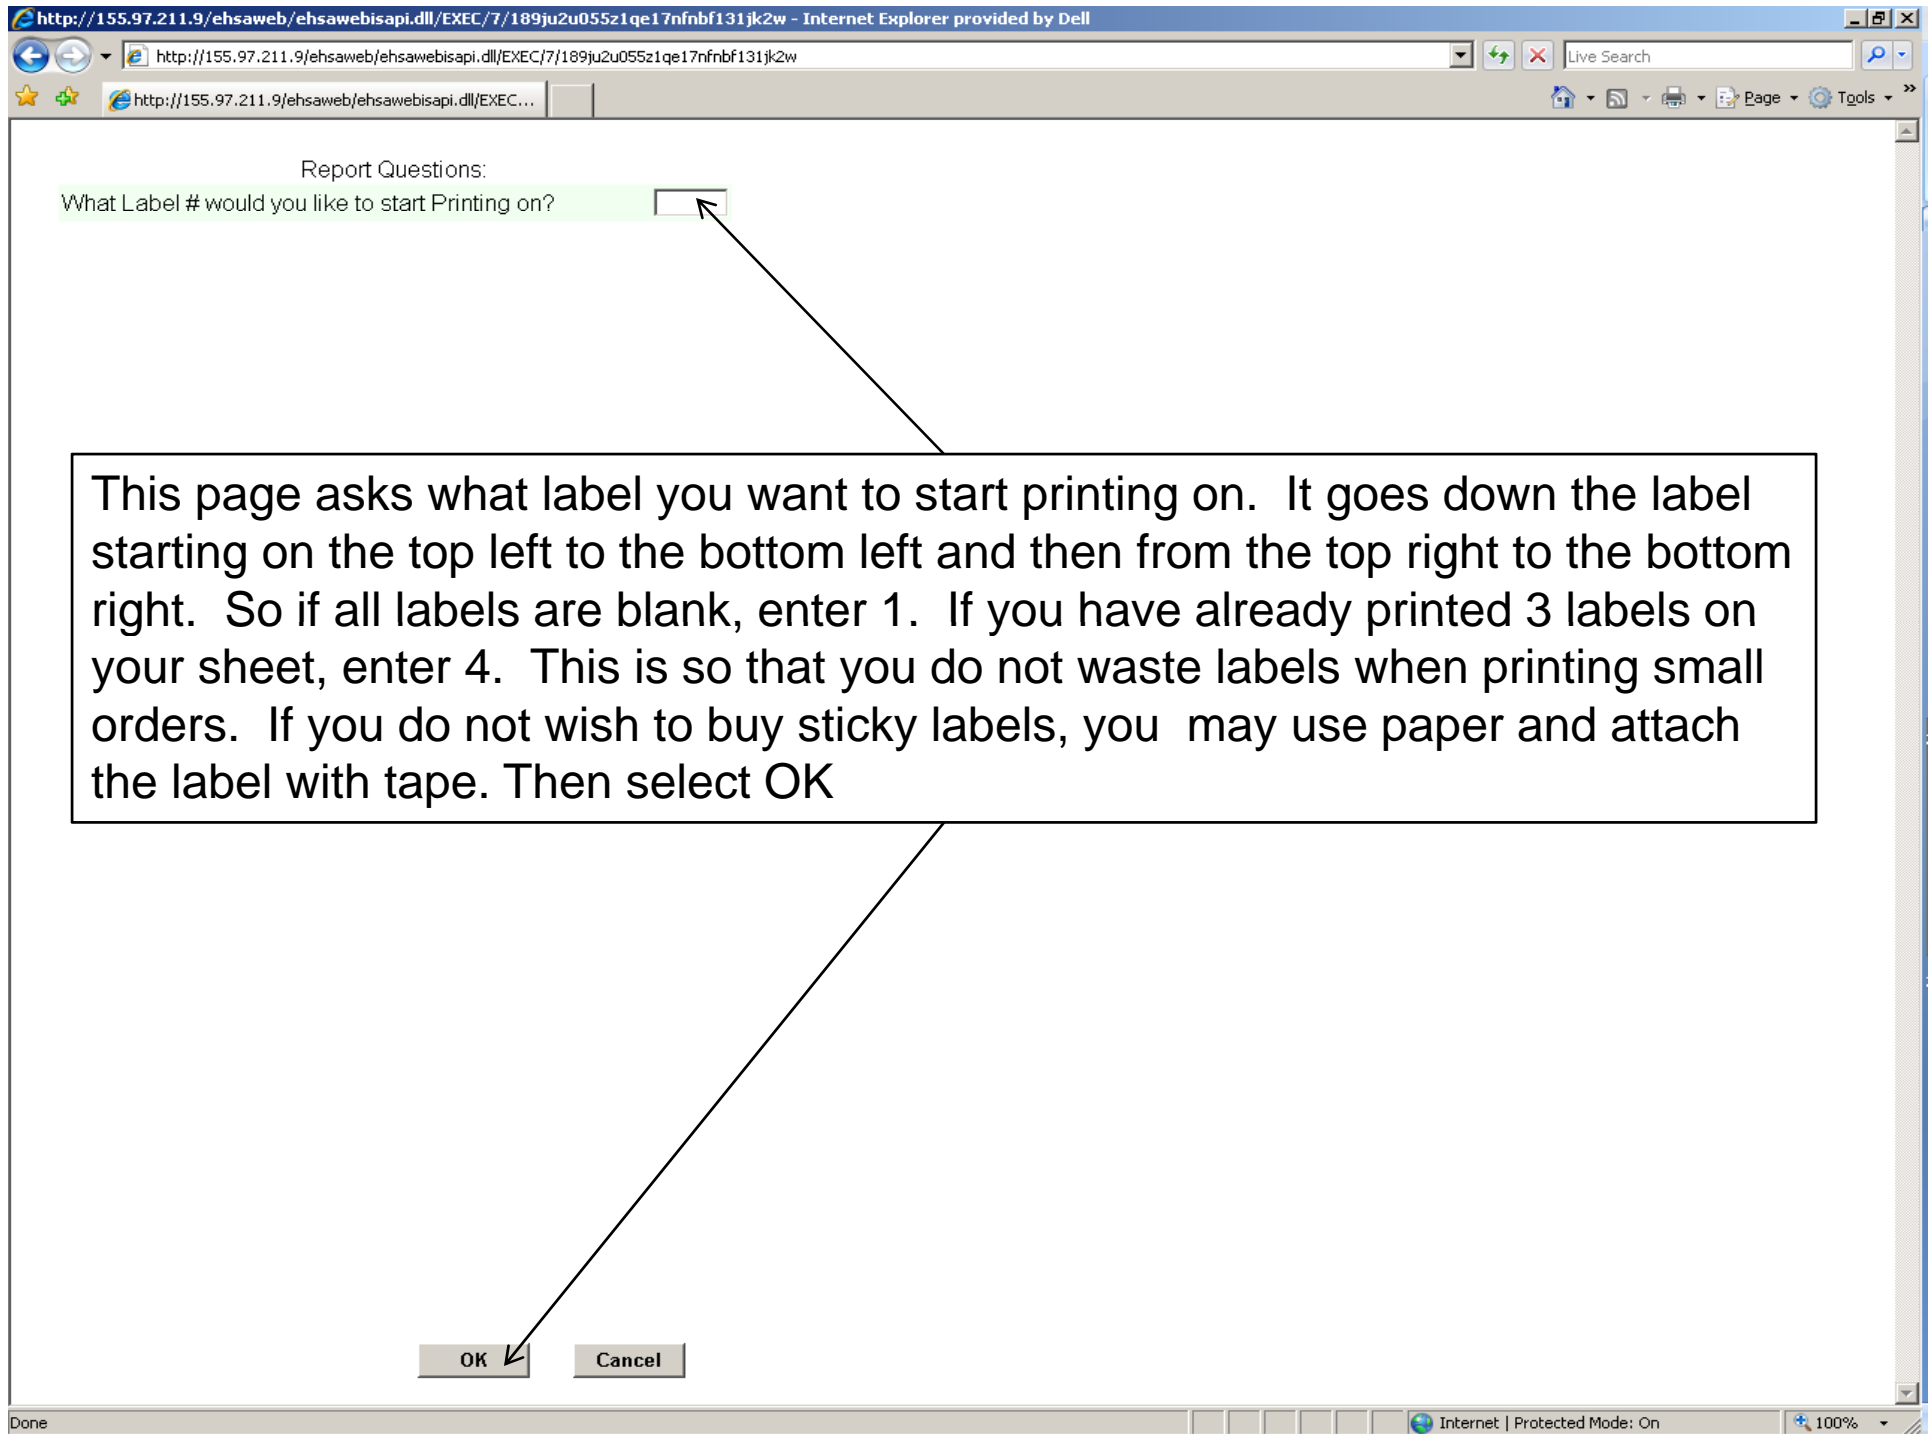 http://155.97.211.9/ehsaweb/ehsawebisapi.dll/EXEC/7/189ju2u055z1qe17nfnbf131jk2w - Internet Explorer provided by Dell
http://155.97.211.9/ehsaweb/ehsawebisapi.dll/EXEC/7/189ju2u055z1qe17nfnbf131jk2w
Live Search
http://155.97.211.9/ehsaweb/ehsawebisapi.dll/EXEC...
Page
Tools
Report Questions:
What Label # would you like to start Printing on?
This page asks what label you want to start printing on. It goes down the label
starting on the top left to the bottom left and then from the top right to the bottom
right. So if all labels are blank, enter 1. If you have already printed 3 labels on
your sheet, enter 4. This is so that you do not waste labels when printing small
orders. If you do not wish to buy sticky labels, you may use paper and attach
the label with tape. Then select OK
OK
Cancel
Done
Internet | Protected Mode: On
100%